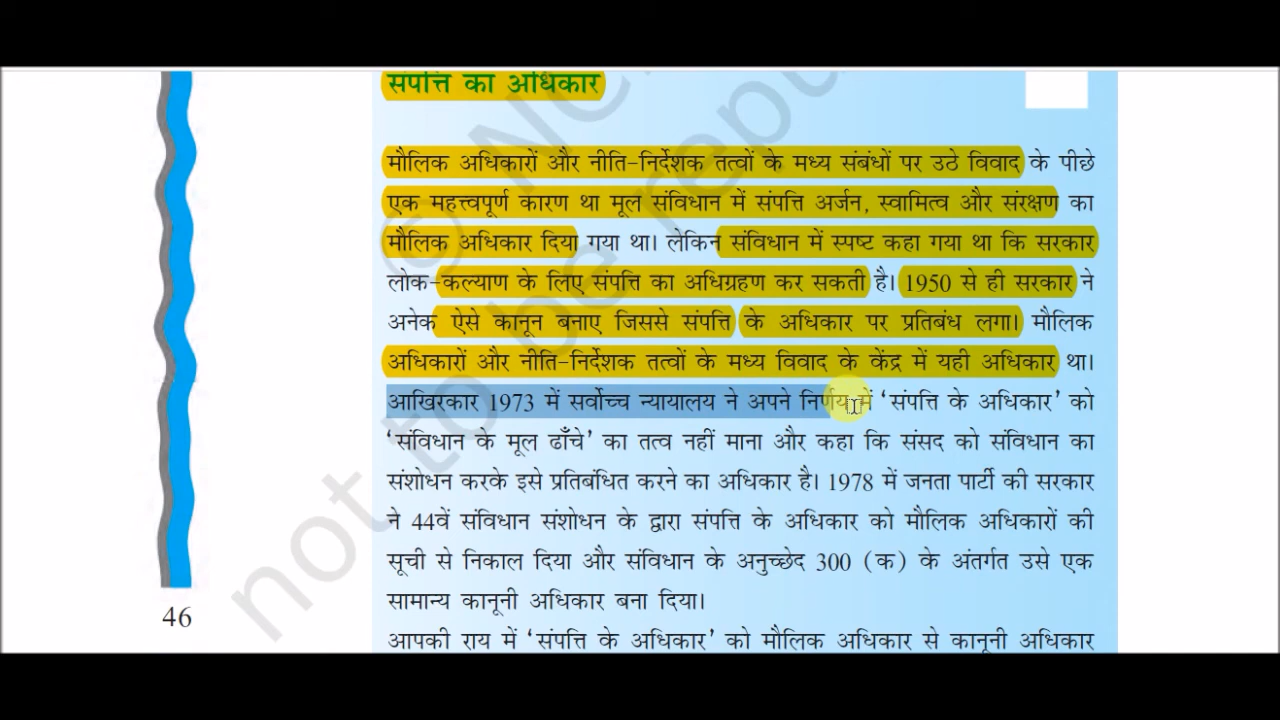 संपत्ति का अधिकार
मौलिक अधिकारों और नीति-निर्देशक तत्वों के मध्य संबंधों पर उठे विवाद के पीछे
एक महत्त्वपूर्ण कारण था मूल संविधान में संपत्ति अर्जन, स्वामित्व और संरक्षण का
मौलिक अधिकार दिया गया था। लेकिन संविधान में स्पष्ट कहा गया था कि सरकार
लोक-कल्याण के लिए संपत्ति का अधिग्रहण कर सकती है। 1950 से ही सरकार ने
अनेक ऐसे कानून बनाए जिससे संपत्ति के अधिकार पर प्रतिबंध लगा। मौलिक
अधिकारों और नीति-निर्देशक तत्वों के मध्य विवाद के केंद्र में यही अधिकार था।
आखिरकार 1973 में सर्वोच्च न्यायालय ने अपने निर्णय में ‘संपत्ति के अधिकार’ को
‘संविधान के मूल ढाँचे’ का तत्व नहीं माना और कहा कि संसद को संविधान का
संशोधन करके इसे प्रतिबंधित करने का अधिकार है। 1978 में जनता पार्टी की सरकार
ने 44वें संविधान संशोधन के द्वारा संपत्ति के अधिकार को मौलिक अधिकारों की
सूची से निकाल दिया और संविधान के अनुच्छेद 300 (क) के अंतर्गत उसे एक
सामान्य कानूनी अधिकार बना दिया।
आपकी राय में ‘संपत्ति के अधिकार’ को मौलिक अधिकार से कानूनी अधिकार
46
not to be repu